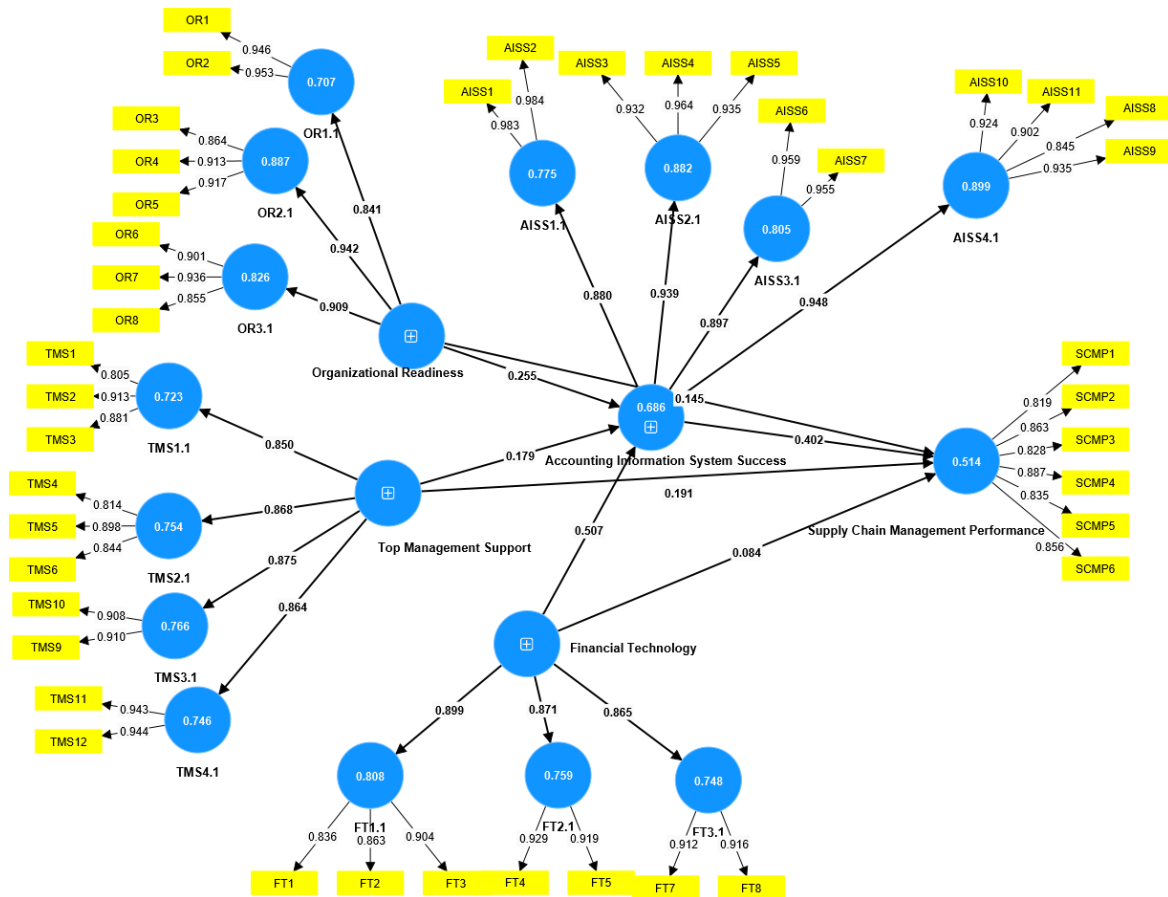 OR1
OR2
0.946
0.953
0.707
OR1.1
OR3
OR4
OR5
0.864
0.913
0.917
0.887
OR2.1
OR6
OR7
OR8
0.901
0.936
0.855
0.826
OR3.1
0.841
0.942
0.909
Organizational Readiness
AISS1
AISS2
0.983
0.984
0.775
AISS1.1
AISS3
AISS4
AISS5
0.932
0.964
0.935
0.882
AISS2.1
AISS6
AISS7
0.959
0.955
0.805
AISS3.1
AISS10
AISS11
AISS8
AISS9
0.924
0.902
0.845
0.935
0.899
AISS4.1
0.880
0.939
0.897
0.948
0.255
0.145
0.686
Accounting Information System Success
0.402
0.179
0.191
0.507
0.084
TMS1
TMS2
TMS3
0.805
0.913
0.881
0.723
TMS1.1
TMS4
TMS5
TMS6
0.814
0.898
0.844
0.754
TMS2.1
TMS10
TMS9
0.908
0.910
0.766
TMS3.1
TMS11
TMS12
0.943
0.944
0.746
TMS4.1
0.850
0.868
0.875
0.864
Top Management Support
SCMP1
SCMP2
SCMP3
SCMP4
SCMP5
SCMP6
0.819
0.863
0.828
0.887
0.835
0.856
0.514
Supply Chain Management Performance
Financial Technology
0.899
0.871
0.865
0.808
FT1.1
0.836
0.863
0.904
FT1
FT2
FT3
0.759
FT2.1
0.929
0.919
FT4
FT5
0.748
FT3.1
0.912
0.916
FT7
FT8